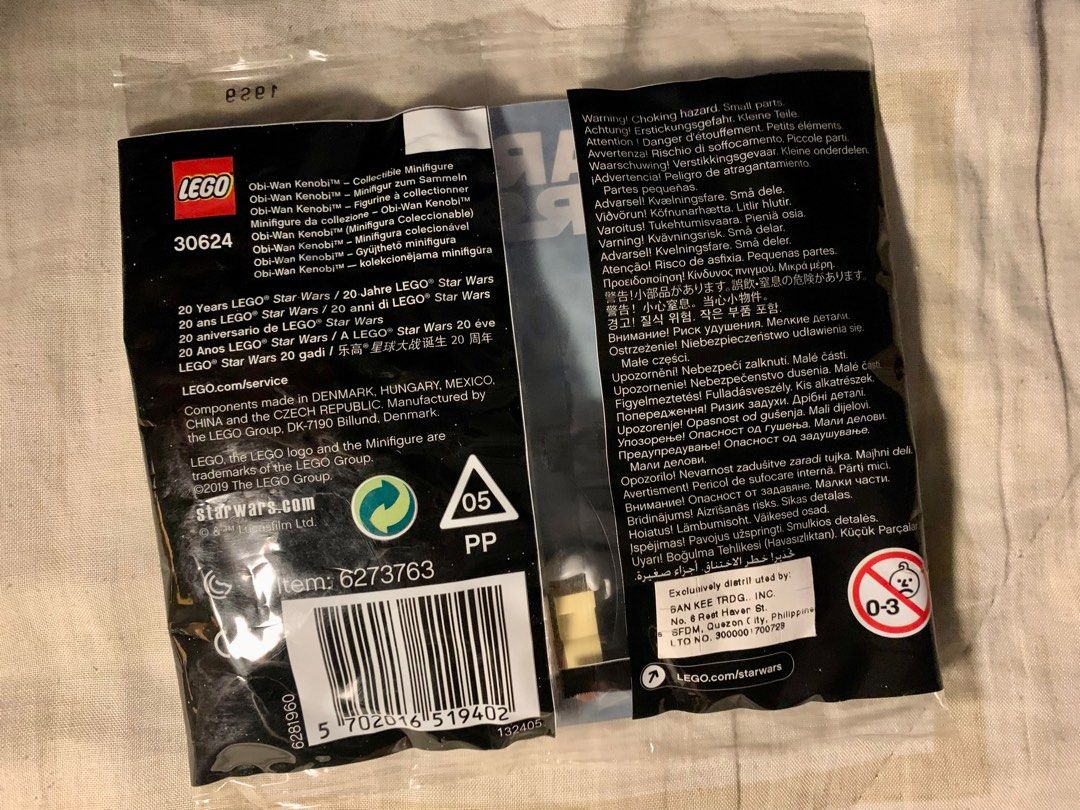 19S9
LEGO
30624
Obi-Wan Kenobi™ – Collectible Minifigure
Obi-Wan Kenobi™ – Minifigur zum Sammeln
Obi-Wan Kenobi™ – Figurine à collectionner
Minifigure da collezione – Obi-Wan Kenobi™
Obi-Wan Kenobi™ (Minifigura Coleccionable)
Obi-Wan Kenobi™ – Minifigura colecionável
Obi-Wan Kenobi™ – Gyűjthető minifigura
Obi-Wan Kenobi™ – kolekcionējama minifigūra
20 Years LEGO® Star Wars / 20 Jahre LEGO® Star Wars
20 ans LEGO® Star Wars / 20 anni di LEGO® Star Wars
20 aniversario de LEGO® Star Wars
20 Anos LEGO® Star Wars / A LEGO® Star Wars 20 éve
LEGO® Star Wars 20 gadi / 乐高®星球大战诞生 20 周年
LEGO.com/service
Components made in DENMARK, HUNGARY, MEXICO,
CHINA and the CZECH REPUBLIC. Manufactured by
the LEGO Group, DK-7190 Billund, Denmark.
LEGO, the LEGO logo and the Minifigure are
trademarks of the LEGO Group.
©2019 The LEGO Group.
starwars.com
© & ™ Lucasfilm Ltd.
05
PP
Item: 6273763
5 702016 519402
6281960
132405
AR
R
Warning! Choking hazard. Small parts.
Achtung! Erstickungsgefahr. Kleine Teile.
Attention ! Danger d'étouffement. Petits éléments.
Avvertenza! Rischio di soffocamento. Piccole parti.
Waarschuwing! Verstikkingsgevaar. Kleine onderdelen.
¡Advertencia! Peligro de atragantamiento.
Partes pequeñas.
Advarsel! Kvælningsfare. Små dele.
Viðvörun! Köfnunarhætta. Litlir hlutir.
Varoitus! Tukehtumisvaara. Pieniä osia.
Varning! Kvävningsrisk. Små delar.
Advarsel! Kvelningsfare. Små deler.
Atenção! Risco de asfixia. Pequenas partes.
Προειδοποίηση! Κίνδυνος πνιγμού. Μικρά μέρη.
警告!小部品があります。誤飲・窒息の危険があります。
警告! 小心窒息。当心小物件。
경고! 질식 위험. 작은 부품 포함.
Внимание! Риск удушения. Мелкие детали.
Ostrzeżenie! Niebezpieczeństwo udławienia się.
Małe części.
Upozornění! Nebezpečí zalknutí. Malé části.
Upozornenie! Nebezpečenstvo dusenia. Malé časti.
Figyelmeztetés! Fulladásveszély. Kis alkatrészek.
Попередження! Ризик задухи. Дрібні деталі.
Upozorenje! Opasnost od gušenja. Mali dijelovi.
Упозорење! Опасност од гушења. Мали делови.
Предупредување! Опасност од задушување.
Мали делови.
Opozorilo! Nevarnost zadušitve zaradi tujka. Majhni deli.
Avertisment! Pericol de sufocare internă. Părți mici.
Внимание! Опасност от задавяне. Малки части.
Brīdinājums! Aizrīšanās risks. Sīkas detaļas.
Hoiatus! Lämbumisoht. Väikesed osad.
Įspėjimas! Pavojus užspringti. Smulkios detalės.
Uyarı! Boğulma Tehlikesi (Havasızlıktan). Küçük Parçalar
تحذير! خطر الاختناق. أجزاء صغيرة.
Exclusively distributed by:
BAN KEE TRDG., INC.
No. 6 Rest Haven St.
SFDM, Quezon City, Philippine
LTO NO. 3000001700729
0-3
LEGO.com/starwars